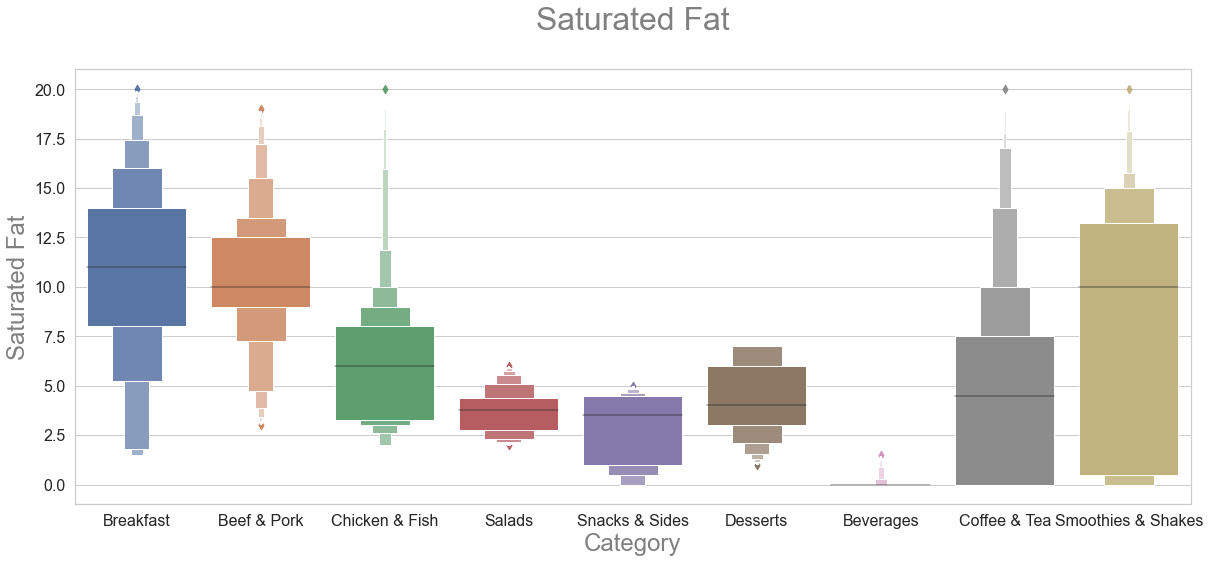 Saturated Fat
20.0
17.5
15.0
12.5
10.0
7.5
5.0
2.5
0.0
Saturated Fat
Breakfast Beef & Pork Chicken & Fish Salads Snacks & Sides Desserts Beverages Coffee & Tea Smoothies & Shakes
Category